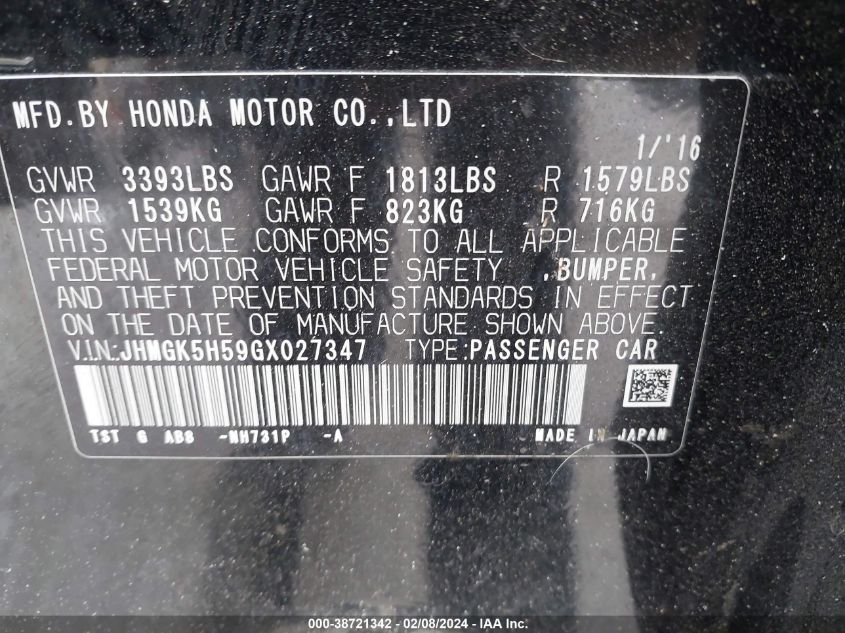 MFD.BY HONDA MOTOR CO.,LTD
1/'16
GVWR 3393LBS GAWR F 1813LBS R 1579LBS
GVWR 1539KG GAWR F 823KG R 716KG
THIS VEHICLE CONFORMS TO ALL APPLICABLE
FEDERAL MOTOR VEHICLE SAFETY ,BUMPER,
AND THEFT PREVENTION STANDARDS IN EFFECT
ON THE DATE OF MANUFACTURE SHOWN ABOVE.
V.I.N:JHMGK5H59GX027347 TYPE:PASSENGER CAR
TST G ABS -NH731P -A MADE IN JAPAN
000-38721342 - 02/08/2024 - IAA Inc.